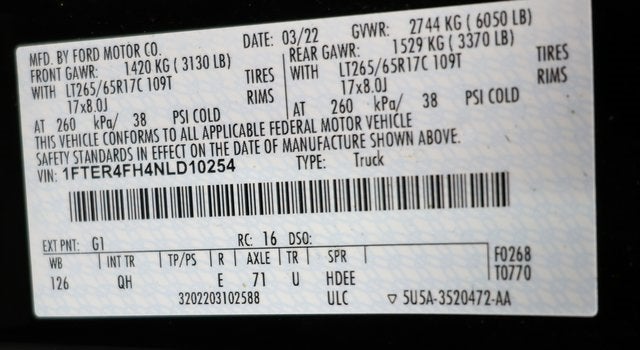 MFD. BY FORD MOTOR CO. DATE: 03/22 GVWR: 2744 KG ( 6050 LB)
FRONT GAWR: 1420 KG ( 3130 LB) REAR GAWR: 1529 KG ( 3370 LB)
WITH LT265/65R17C 109T TIRES WITH LT265/65R17C 109T TIRES
17x8.0J RIMS 17x8.0J RIMS
AT 260 kPa/ 38 PSI COLD AT 260 kPa/ 38 PSI COLD
THIS VEHICLE CONFORMS TO ALL APPLICABLE FEDERAL MOTOR VEHICLE
SAFETY STANDARDS IN EFFECT ON THE DATE OF MANUFACTURE SHOWN ABOVE.
VIN: 1FTER4FH4NLD10254 TYPE: Truck
EXT PNT: G1 RC: 16 DSO:
WB INT TR TP/PS R AXLE TR SPR F0268
126 QH E 71 U HDEE T0770
3202203102588 ULC ▽ 5U5A-3520472-AA